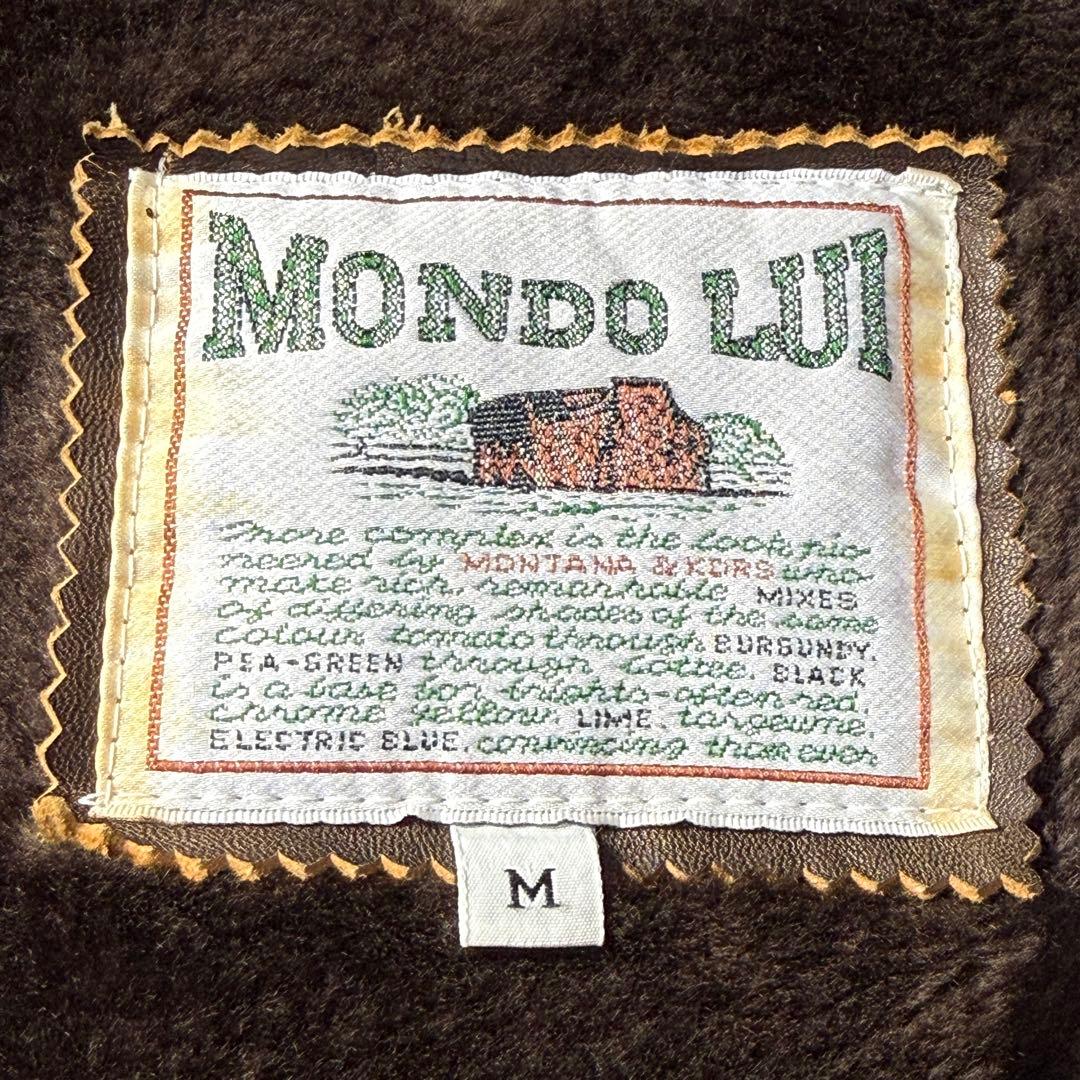 MONDO LUI
more complex is the look pio
neered by MONTANA & KORS who
make rich, remarkable MIXES
of differing shades of the same
colour tomato through BURGUNDY,
PEA-GREEN through bottle. BLACK
is a base for brights-often red,
chrome yellow LIME.
ELECTRIC BLUE, convincing than ever
M